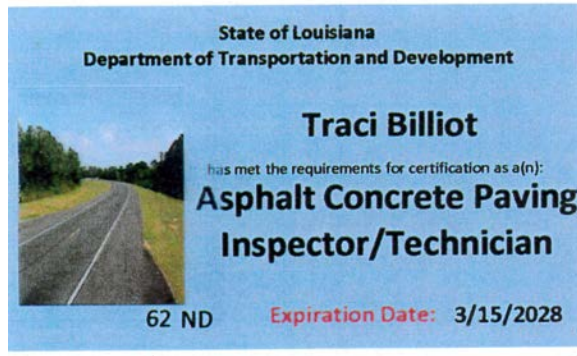 State of Louisiana
Department of Transportation and Development
Traci Billiot
has met the requirements for certification as a(n):
Asphalt Concrete Paving
Inspector/Technician
62 ND
Expiration Date: 3/15/2028